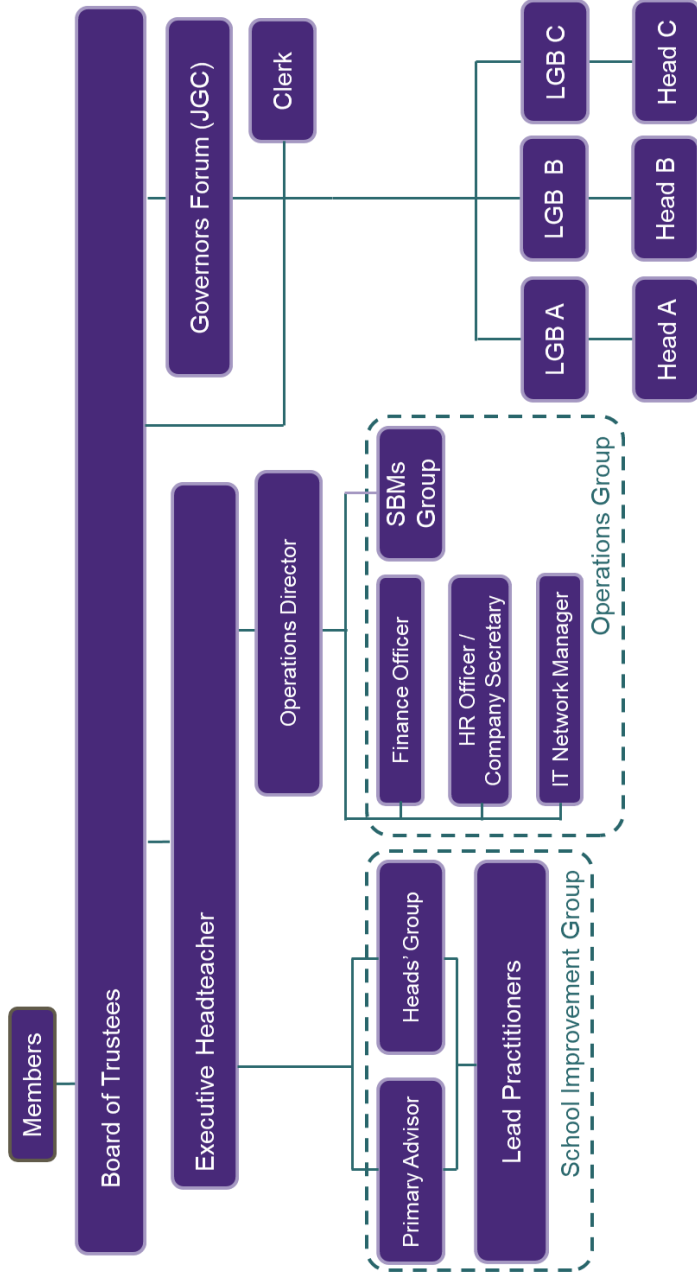 Members
Board of Trustees
Executive Headteacher
Governors Forum (JGC)
Operations Director
Clerk
Primary Advisor
Heads' Group
Lead Practitioners
School Improvement Group
Finance Officer
HR Officer /
Company Secretary
IT Network Manager
SBMs
Group
Operations Group
LGB A
LGB  B
LGB C
Head A
Head B
Head C